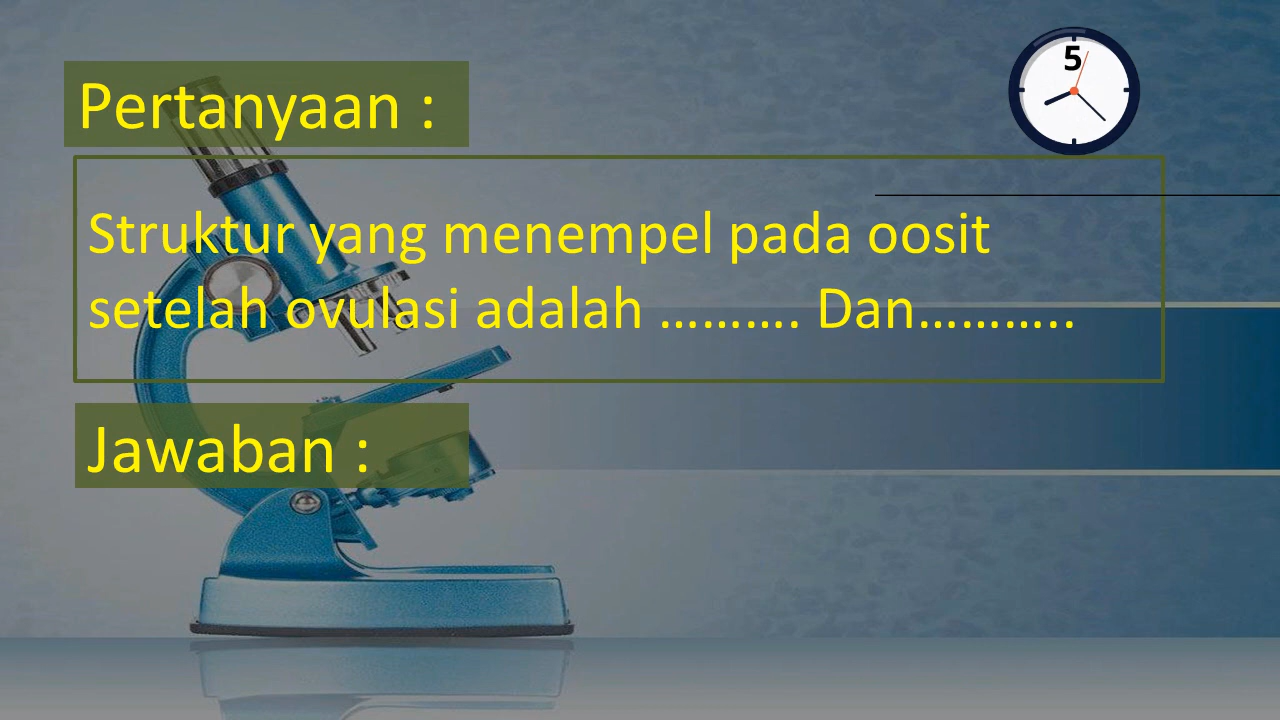 5
Pertanyaan :
Struktur yang menempel pada oosit
setelah ovulasi adalah ………. Dan………..
Jawaban :